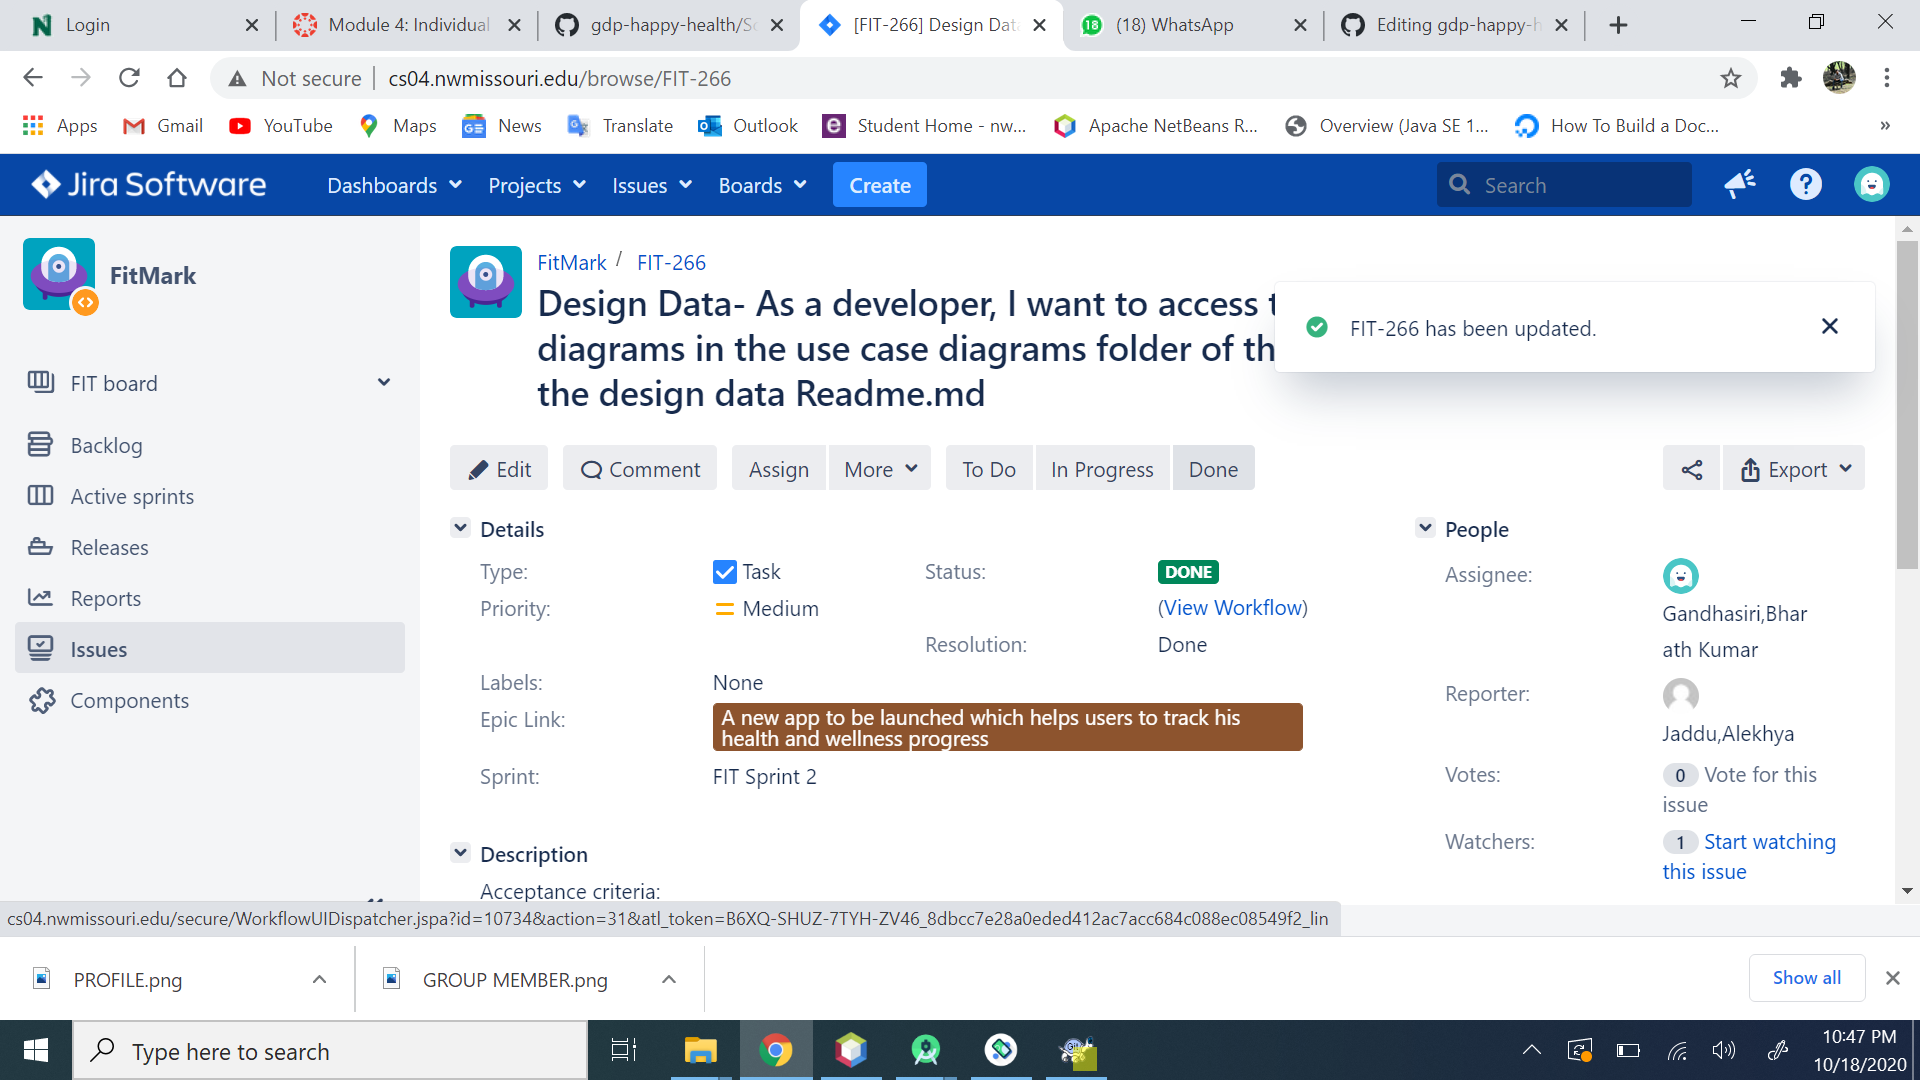 Login
Module 4: Individual
gdp-happy-health/Sc
[FIT-266] Design Data
18
(18) WhatsApp
Editing gdp-happy-h
Not secure
cs04.nwmissouri.edu/browse/FIT-266
Apps
Gmail
YouTube
Maps
News
Translate
Outlook
Student Home - nw...
Apache NetBeans R...
Overview (Java SE 1...
How To Build a Doc...
»
Jira Software
Dashboards
Projects
Issues
Boards
Create
Search
FitMark
FIT board
Backlog
Active sprints
Releases
Reports
Issues
Components
FitMark / FIT-266
Design Data- As a developer, I want to access
diagrams in the use case diagrams folder of
the design data Readme.md
FIT-266 has been updated.
Edit
Comment
Assign
More
To Do
In Progress
Done
Export
Details
Type:
Task
Status:
DONE
Priority:
Medium
(View Workflow)
Resolution:
Done
Labels:
None
Epic Link:
A new app to be launched which helps users to track his
health and wellness progress
Sprint:
FIT Sprint 2
Description
Acceptance criteria:
People
Assignee:
Gandhasiri,Bhar
ath Kumar
Reporter:
Jaddu,Alekhya
Votes:
0 Vote for this
issue
Watchers:
1 Start watching
this issue
cs04.nwmissouri.edu/secure/WorkflowUIDispatcher.jspa?id=10734&action=31&atl_token=B6XQ-SHUZ-7TYH-ZV46_8dbcc7e28a0eded412ac7acc684c088ec08549f2_lin
PROFILE.png
GROUP MEMBER.png
Show all
Type here to search
10:47 PM
10/18/2020